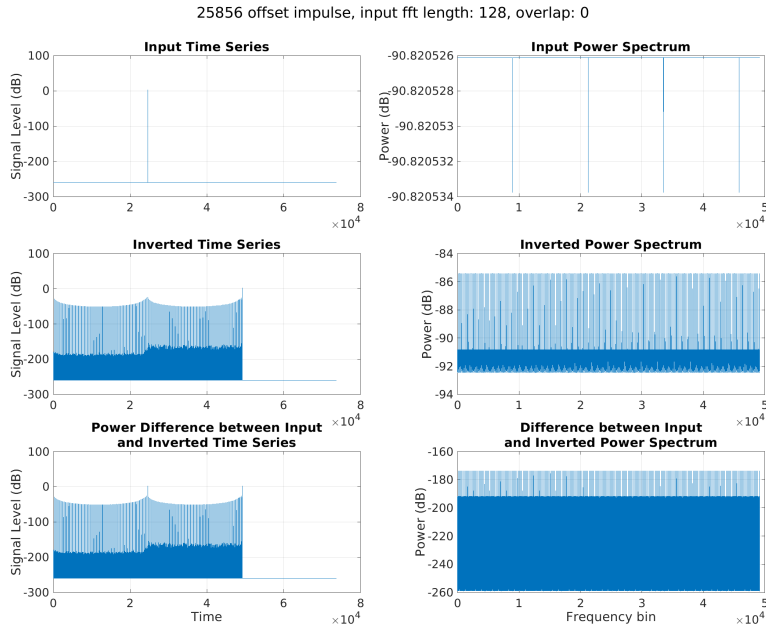 25856 offset impulse, input fft length: 128, overlap: 0
Input Time Series
Signal Level (dB)
100
0
-100
-200
-300
0 2 4 6 8
×10^4
Input Power Spectrum
Power (dB)
-90.820526
-90.820528
-90.82053
-90.820532
-90.820534
0 1 2 3 4 5
×10^4
Inverted Time Series
Signal Level (dB)
100
0
-100
-200
-300
0 2 4 6 8
×10^4
Inverted Power Spectrum
Power (dB)
-84
-86
-88
-90
-92
-94
0 1 2 3 4 5
×10^4
Power Difference between Input
and Inverted Time Series
Signal Level (dB)
100
0
-100
-200
-300
0 2 4 6 8
×10^4
Time
Difference between Input
and Inverted Power Spectrum
Power (dB)
-160
-180
-200
-220
-240
-260
0 1 2 3 4 5
×10^4
Frequency bin